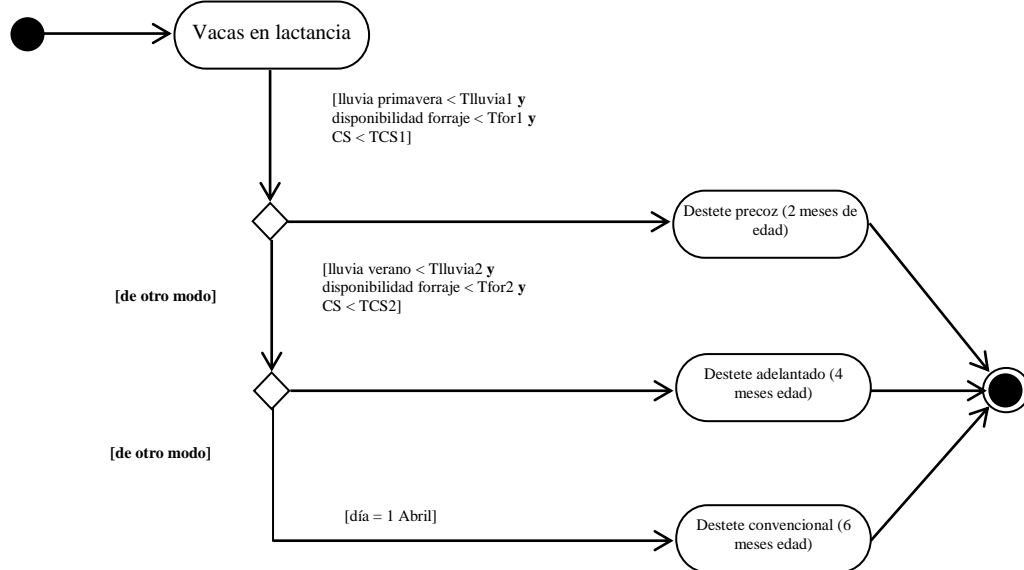 Vacas en lactancia
[lluvia primavera < Tlluvia1 y
disponibilidad forraje < Tfor1 y
CS < TCS1]
Destete precoz (2 meses de
edad)
[lluvia verano < Tlluvia2 y
disponibilidad forraje < Tfor2 y
CS < TCS2]
[de otro modo]
Destete adelantado (4
meses edad)
[de otro modo]
[día = 1 Abril]
Destete convencional (6
meses edad)